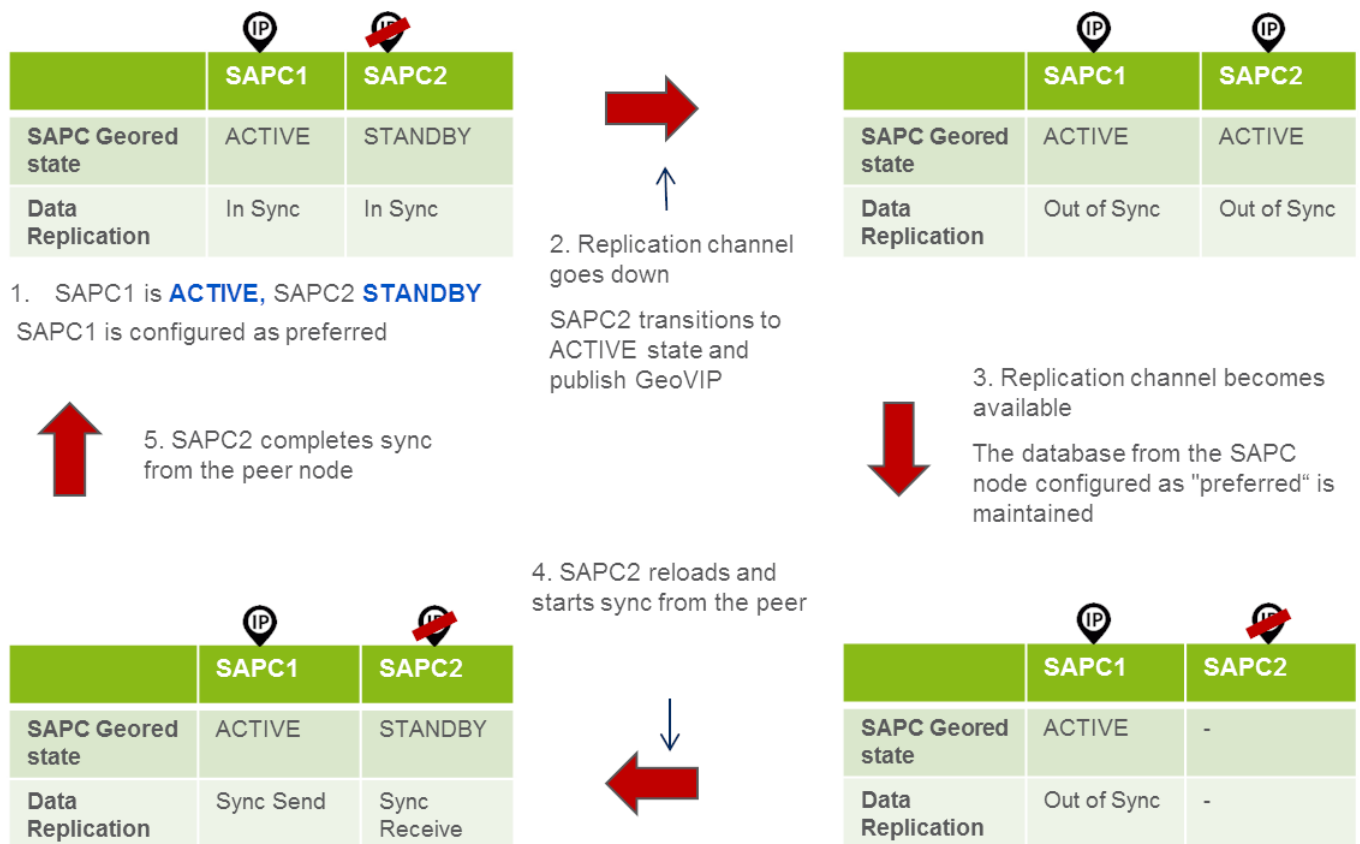 IP
IP
SAPC1 SAPC2
SAPC Geored ACTIVE STANDBY
state
Data In Sync In Sync
Replication
1. SAPC1 is ACTIVE, SAPC2 STANDBY
SAPC1 is configured as preferred
2. Replication channel
goes down
SAPC2 transitions to
ACTIVE state and
publish GeoVIP
IP
IP
SAPC1 SAPC2
SAPC Geored ACTIVE ACTIVE
state
Data Out of Sync Out of Sync
Replication
3. Replication channel becomes
available
The database from the SAPC
node configured as "preferred“ is
maintained
5. SAPC2 completes sync
from the peer node
4. SAPC2 reloads and
starts sync from the peer
IP
IP
SAPC1 SAPC2
SAPC Geored ACTIVE STANDBY
state
Data Sync Send Sync
Replication Receive
IP
IP
SAPC1 SAPC2
SAPC Geored ACTIVE -
state
Data Out of Sync -
Replication